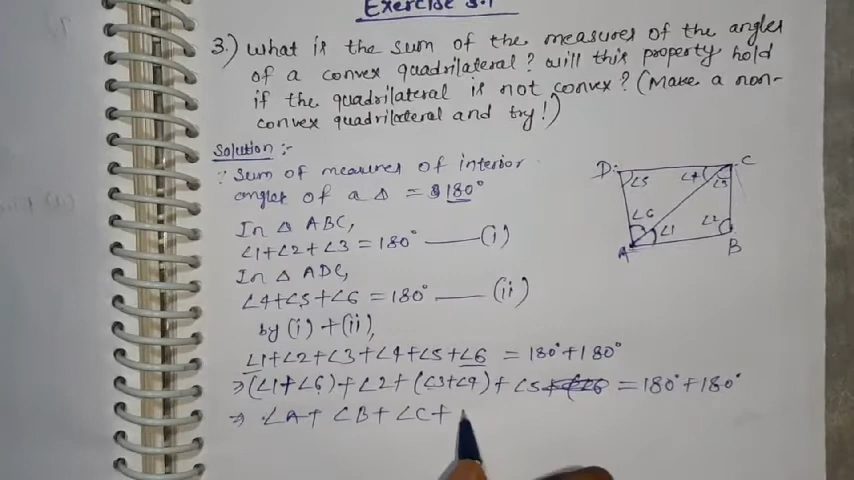 Exercise 3.1
3.) What is the sum of the measures of the angles
of a convex quadrilateral? Will this property hold
if the quadrilateral is not convex? (Make a non-
convex quadrilateral and try!)
Solution :-
∵ Sum of measures of interior
angles of a Δ = 180°
In Δ ABC,
∠1+∠2+∠3 = 180° —— (i)
In Δ ADC,
∠4+∠5+∠6 = 180° —— (ii)
by (i) + (ii),
∠1+∠2+∠3+∠4+∠5+∠6 = 180°+180°
⇒ (∠1+∠6)+∠2+(∠3+∠4)+∠5 = 180°+180°
⇒ ∠A+ ∠B+ ∠C+
D
C
∠5
∠4
∠3
∠6
∠1
∠2
A
B